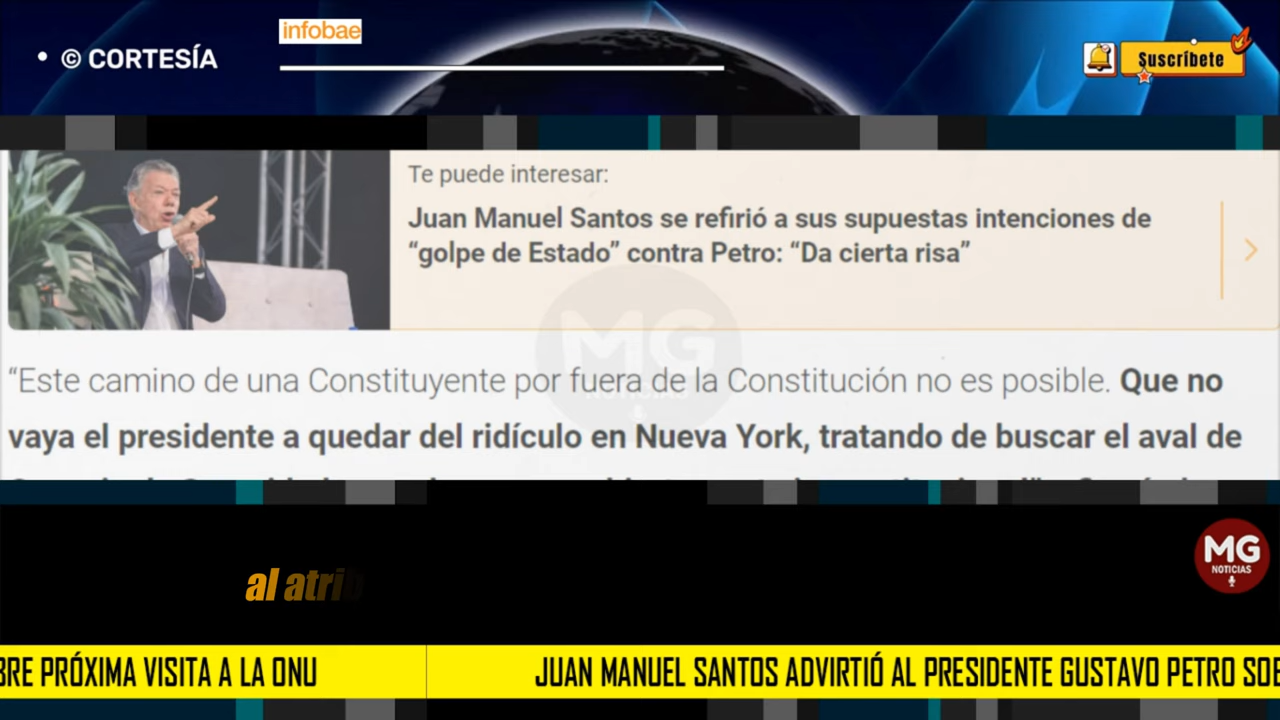 infobae
• © CORTESÍA
Suscríbete
Te puede interesar:
Juan Manuel Santos se refirió a sus supuestas intenciones de
“golpe de Estado” contra Petro: “Da cierta risa”
MG
NOTICIAS
“Este camino de una Constituyente por fuera de la Constitución no es posible. Que no
vaya el presidente a quedar del ridículo en Nueva York, tratando de buscar el aval de
MG
NOTICIAS
al atrib
BRE PRÓXIMA VISITA A LA ONU
JUAN MANUEL SANTOS ADVIRTIÓ AL PRESIDENTE GUSTAVO PETRO SOB